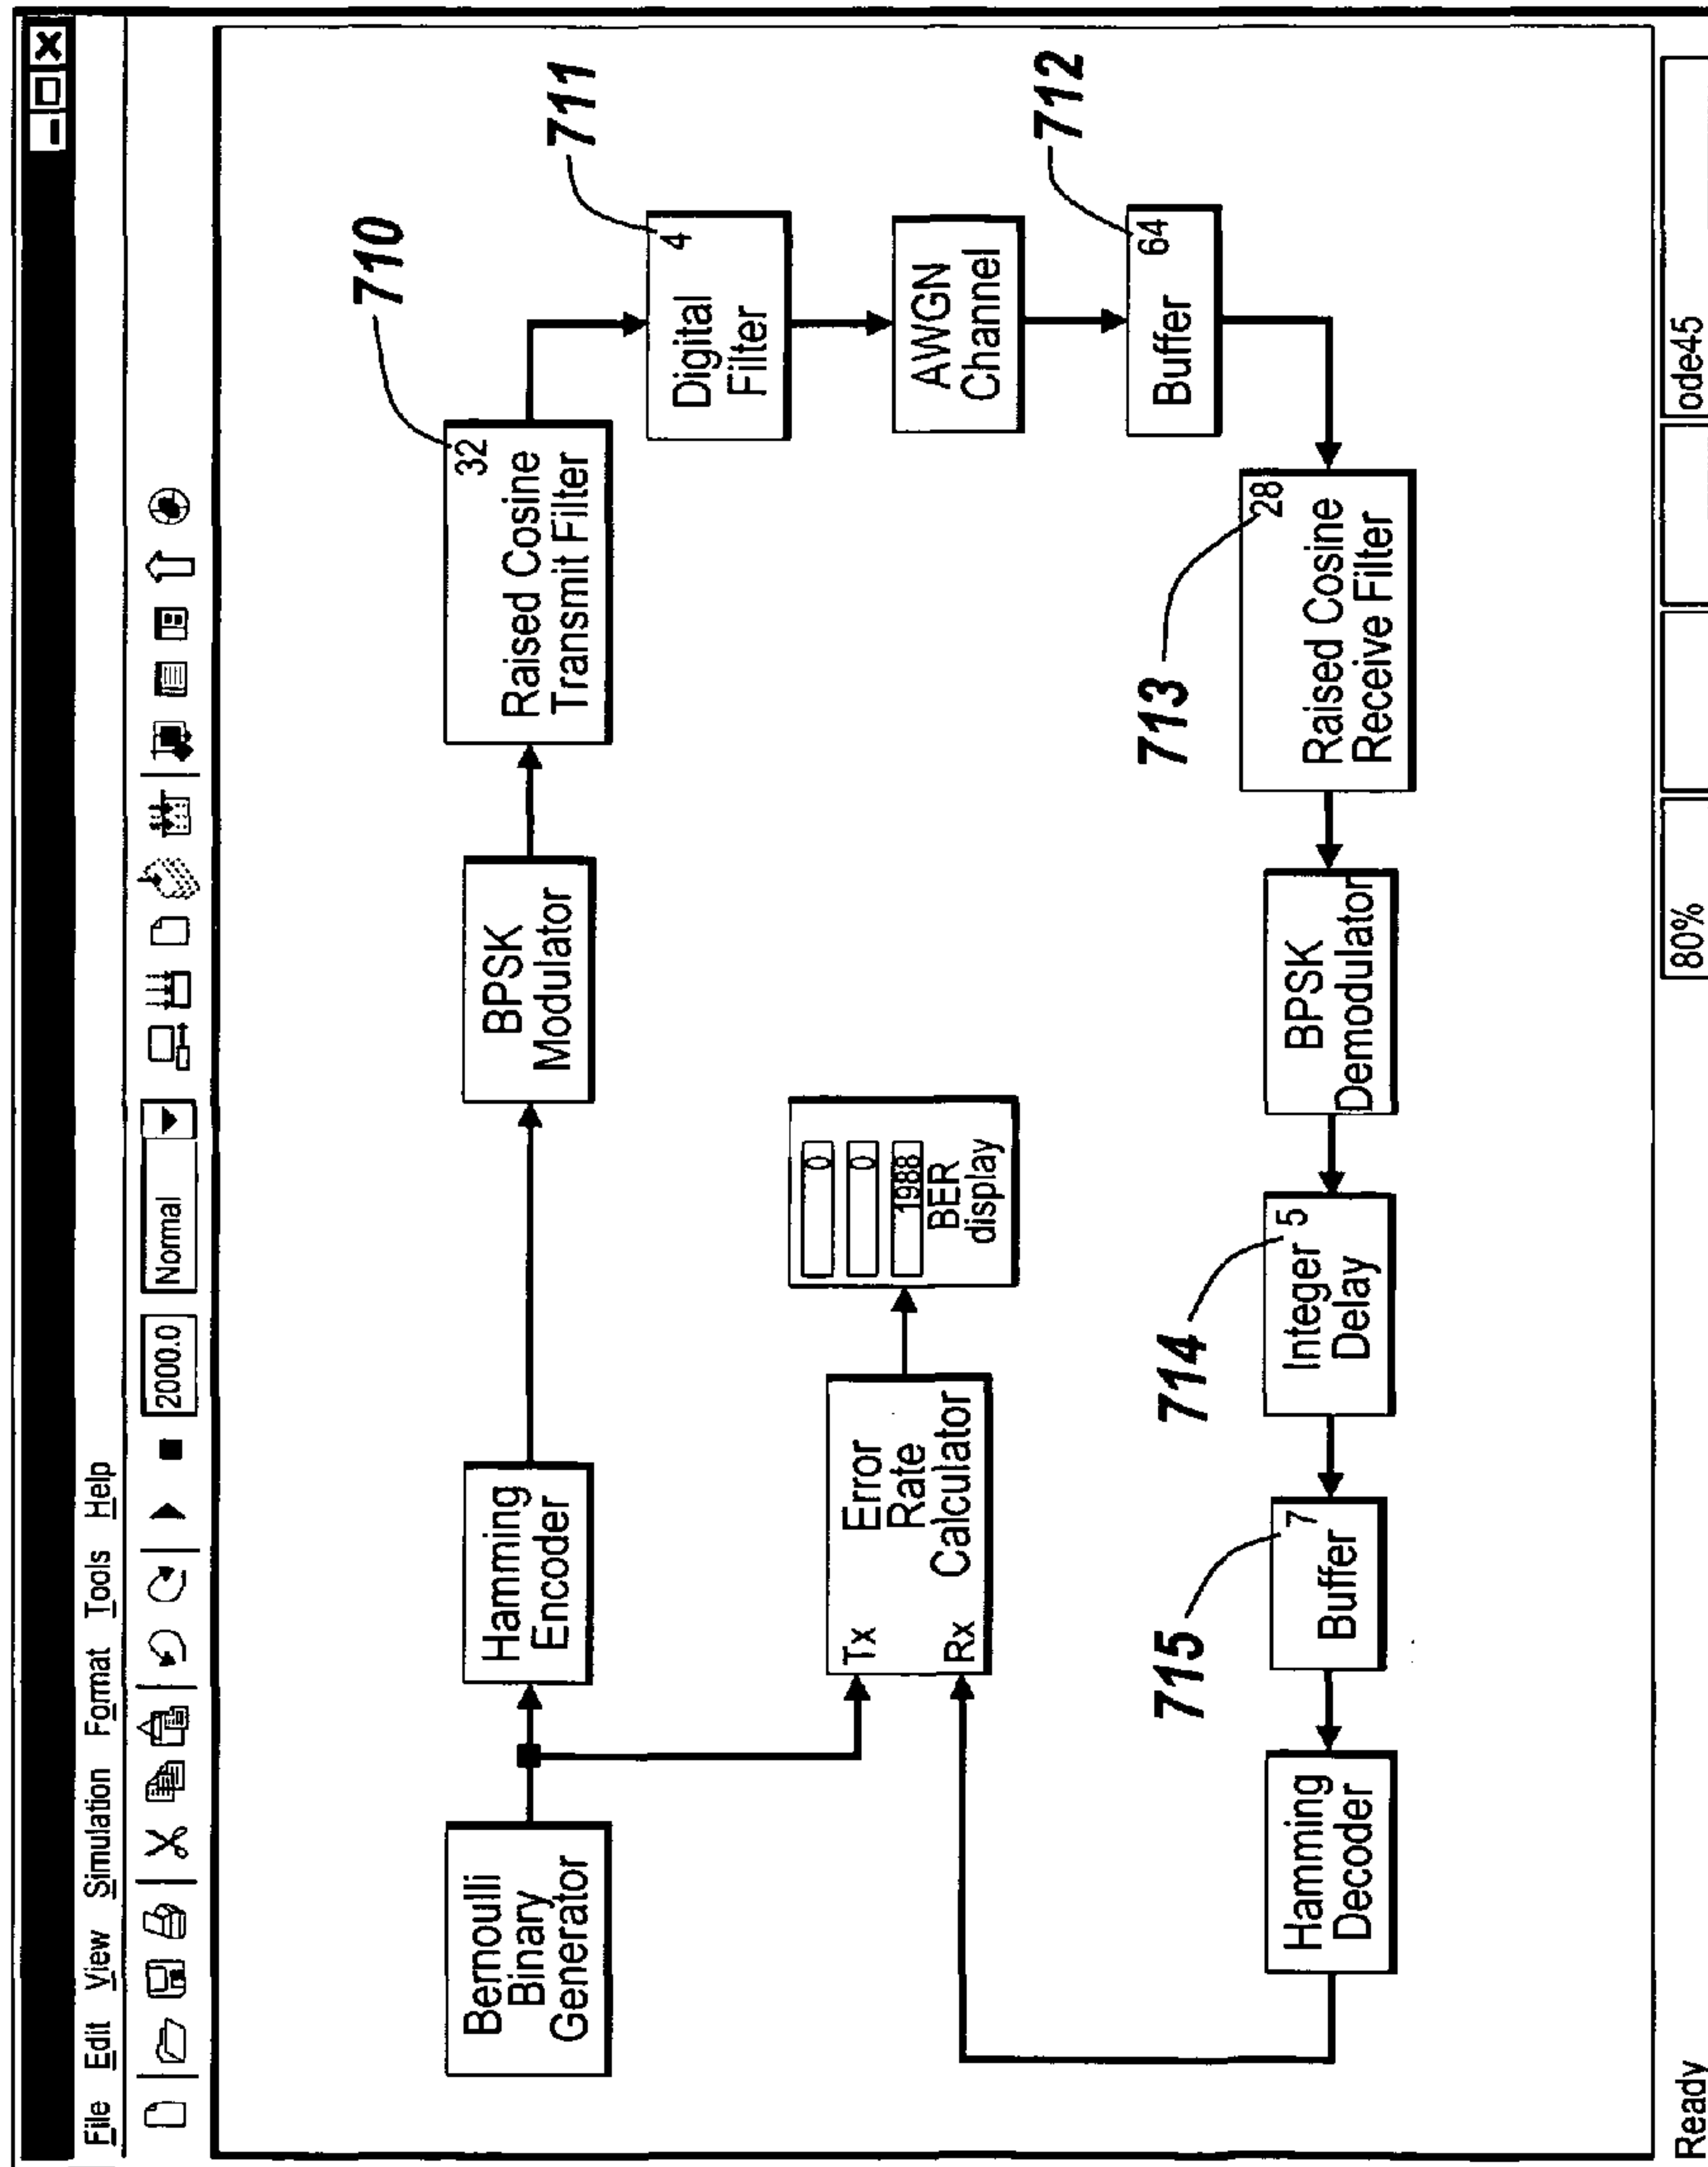 File Edit View Simulation Format Tools Help
2000.0
Normal
Bernoulli
Binary
Generator
Hamming
Encoder
BPSK
Modulator
32
Raised Cosine
Transmit Filter
710
4
Digital
Filter
711
AWGN
Channel
64
Buffer
712
Tx
Rx
Error
Rate
Calculator
0
0
1988
BER
display
28
Raised Cosine
Receive Filter
713
BPSK
Demodulator
5
Integer
Delay
714
7
Buffer
715
Hamming
Decoder
Ready
80%
ode45